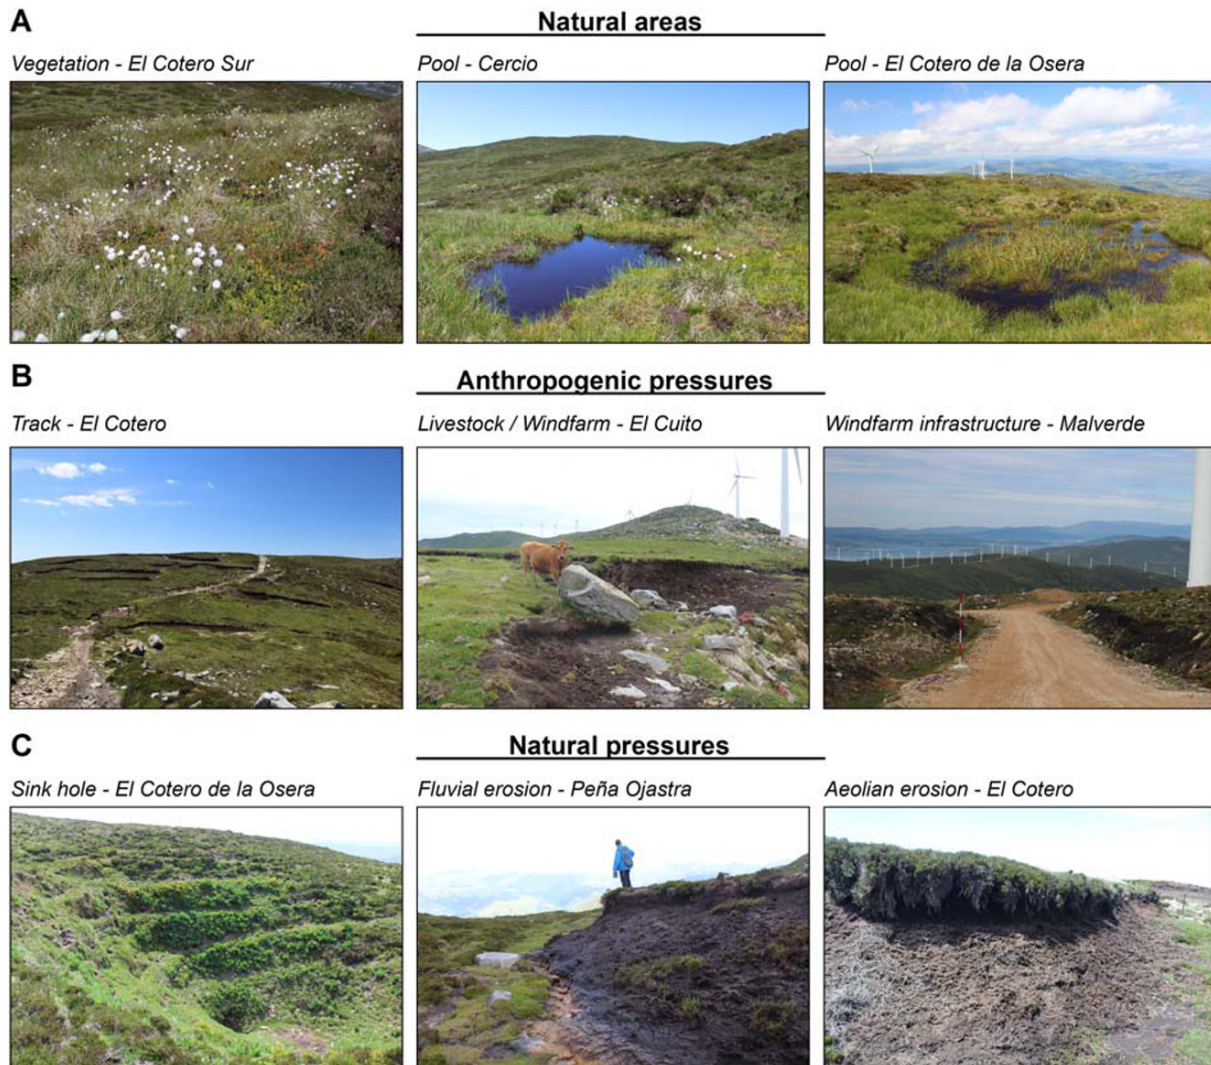 A
Natural areas
Vegetation - El Cotero Sur
Pool - Cercio
Pool - El Cotero de la Osera
B
Anthropogenic pressures
Track - El Cotero
Livestock / Windfarm - El Cuito
Windfarm infrastructure - Malverde
C
Natural pressures
Sink hole - El Cotero de la Osera
Fluvial erosion - Peña Ojastra
Aeolian erosion - El Cotero